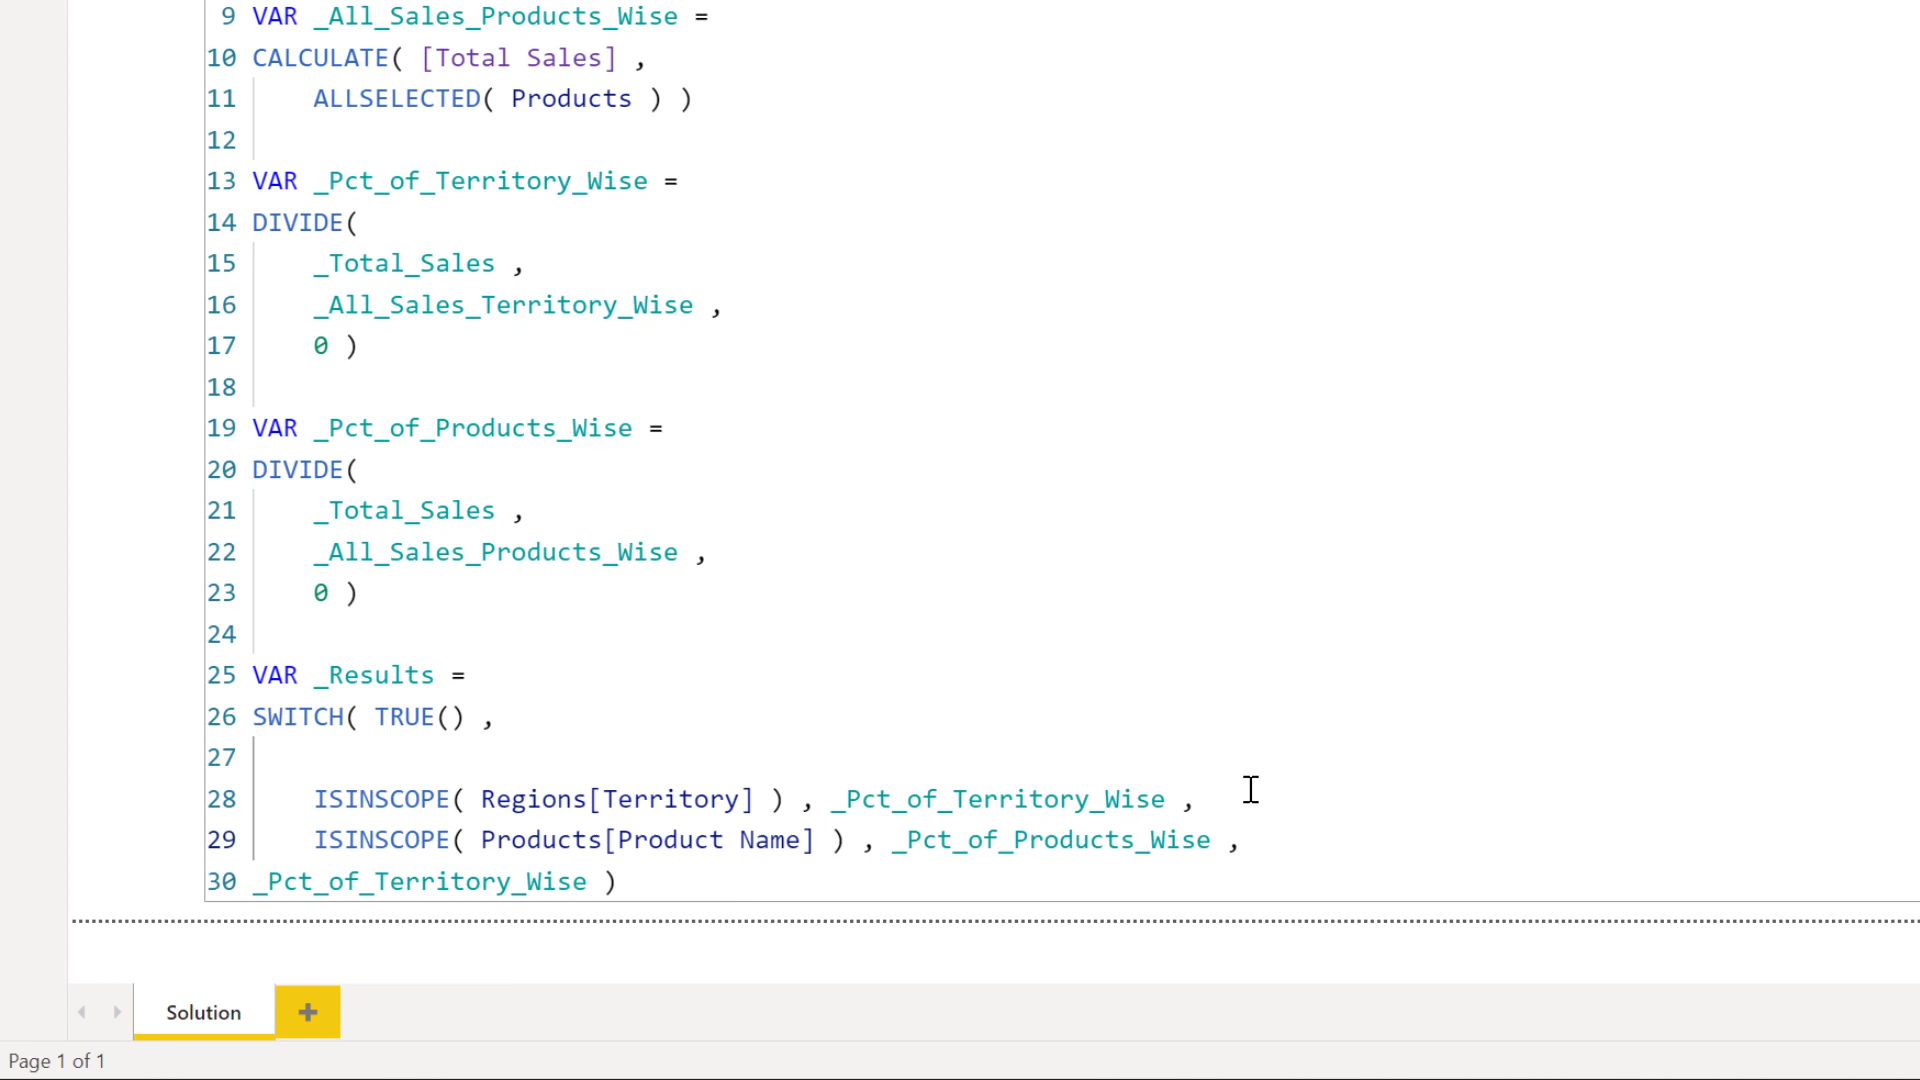 9 VAR _All_Sales_Products_Wise =
10 CALCULATE( [Total Sales] ,
11 ALLSELECTED( Products ) )
12
13 VAR _Pct_of_Territory_Wise =
14 DIVIDE(
15 _Total_Sales ,
16 _All_Sales_Territory_Wise ,
17 0 )
18
19 VAR _Pct_of_Products_Wise =
20 DIVIDE(
21 _Total_Sales ,
22 _All_Sales_Products_Wise ,
23 0 )
24
25 VAR _Results =
26 SWITCH( TRUE() ,
27
28 ISINSCOPE( Regions[Territory] ) , _Pct_of_Territory_Wise ,
29 ISINSCOPE( Products[Product Name] ) , _Pct_of_Products_Wise ,
30 _Pct_of_Territory_Wise )
Solution
Page 1 of 1